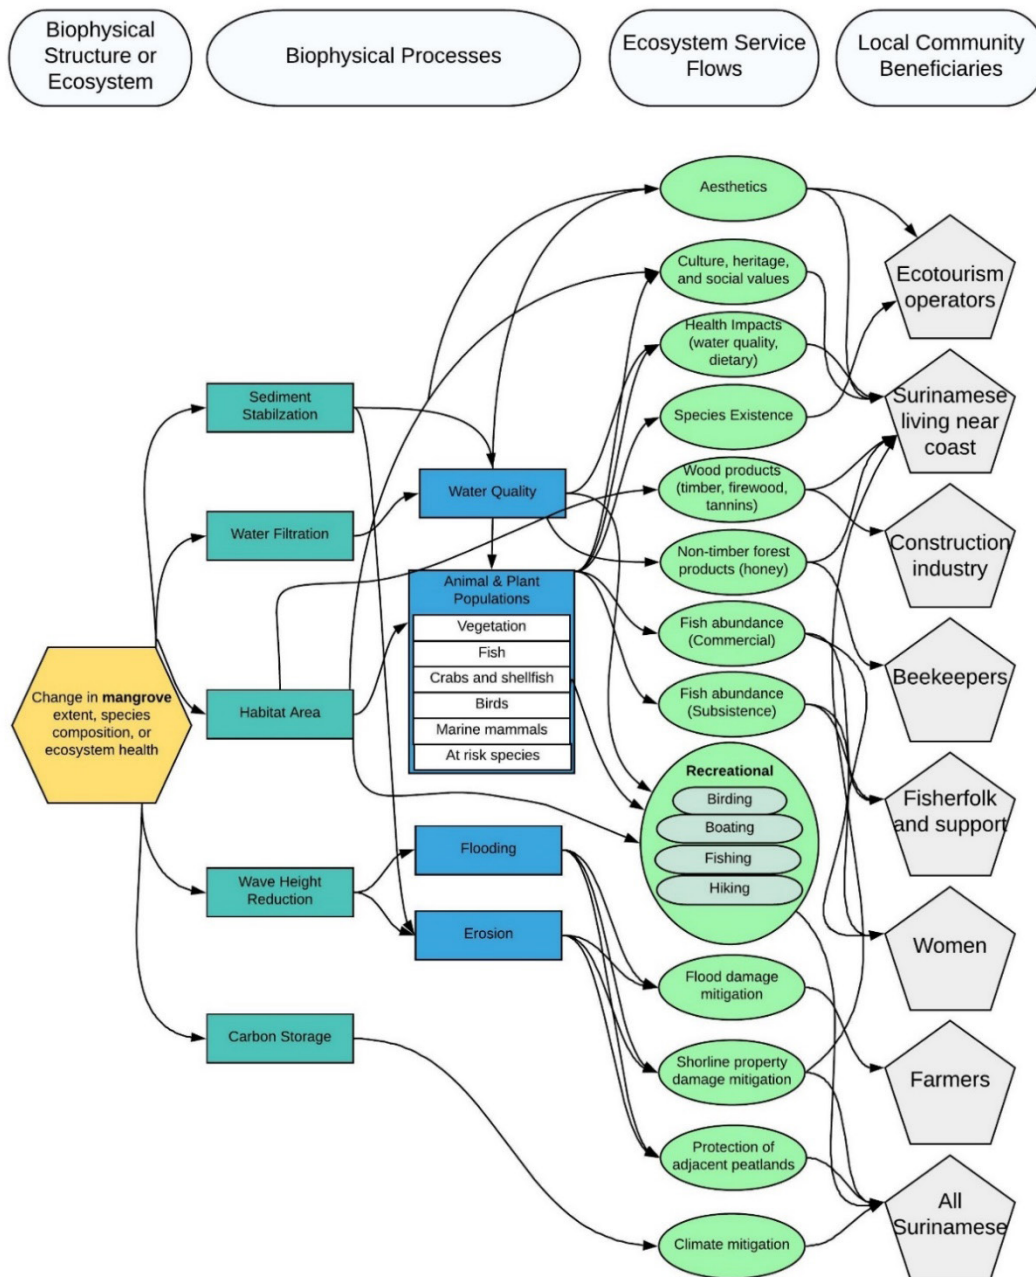 Biophysical
Structure or
Ecosystem
Biophysical Processes
Ecosystem Service
Flows
Local Community
Beneficiaries
Change in mangrove
extent, species
composition, or
ecosystem health
Sediment
Stabilzation
Water Filtration
Habitat Area
Wave Height
Reduction
Carbon Storage
Water Quality
Animal & Plant
Populations
Vegetation
Fish
Crabs and shellfish
Birds
Marine mammals
At risk species
Flooding
Erosion
Aesthetics
Culture, heritage,
and social values
Health Impacts
(water quality,
dietary)
Species Existence
Wood products
(timber, firewood,
tannins)
Non-timber forest
products (honey)
Fish abundance
(Commercial)
Fish abundance
(Subsistence)
Recreational
Birding
Boating
Fishing
Hiking
Flood damage
mitigation
Shorline property
damage mitigation
Protection of
adjacent peatlands
Climate mitigation
Ecotourism
operators
Surinamese
living near
coast
Construction
industry
Beekeepers
Fisherfolk
and support
Women
Farmers
All
Surinamese